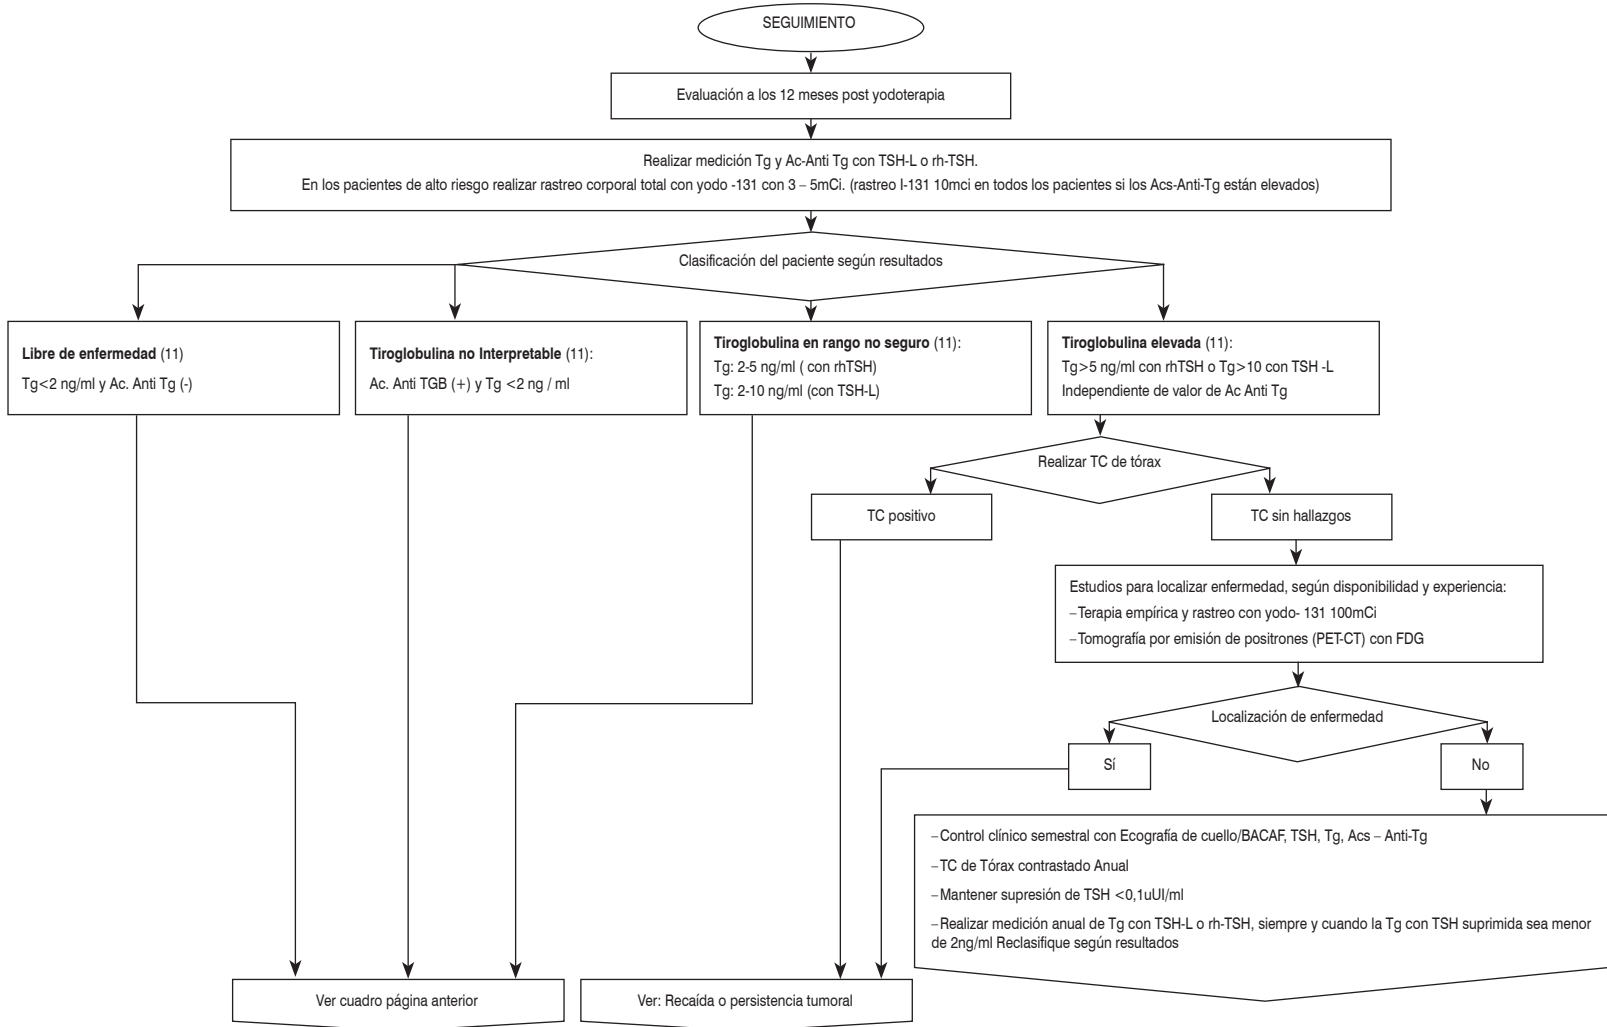 SEGUIMIENTO
Evaluación a los 12 meses post yodoterapia
Realizar medición Tg y Ac-Anti Tg con TSH-L o rh-TSH.
En los pacientes de alto riesgo realizar rastreo corporal total con yodo -131 con 3 – 5mCi. (rastreo I-131 10mci en todos los pacientes si los Acs-Anti-Tg están elevados)
Clasificación del paciente según resultados
Libre de enfermedad (11)
Tg<2 ng/ml y Ac. Anti Tg (-)
Tiroglobulina no Interpretable (11):
Ac. Anti TGB (+) y Tg <2 ng / ml
Tiroglobulina en rango no seguro (11):
Tg: 2-5 ng/ml ( con rhTSH)
Tg: 2-10 ng/ml (con TSH-L)
Tiroglobulina elevada (11):
Tg>5 ng/ml con rhTSH o Tg>10 con TSH -L
Independiente de valor de Ac Anti Tg
Realizar TC de tórax
TC positivo
TC sin hallazgos
Estudios para localizar enfermedad, según disponibilidad y experiencia:
–Terapia empírica y rastreo con yodo- 131 100mCi
–Tomografía por emisión de positrones (PET-CT) con FDG
Localización de enfermedad
Sí
No
–Control clínico semestral con Ecografía de cuello/BACAF, TSH, Tg, Acs – Anti-Tg
–TC de Tórax contrastado Anual
–Mantener supresión de TSH <0,1uUI/ml
–Realizar medición anual de Tg con TSH-L o rh-TSH, siempre y cuando la Tg con TSH suprimida sea menor
de 2ng/ml Reclasifique según resultados
Ver cuadro página anterior
Ver: Recaída o persistencia tumoral